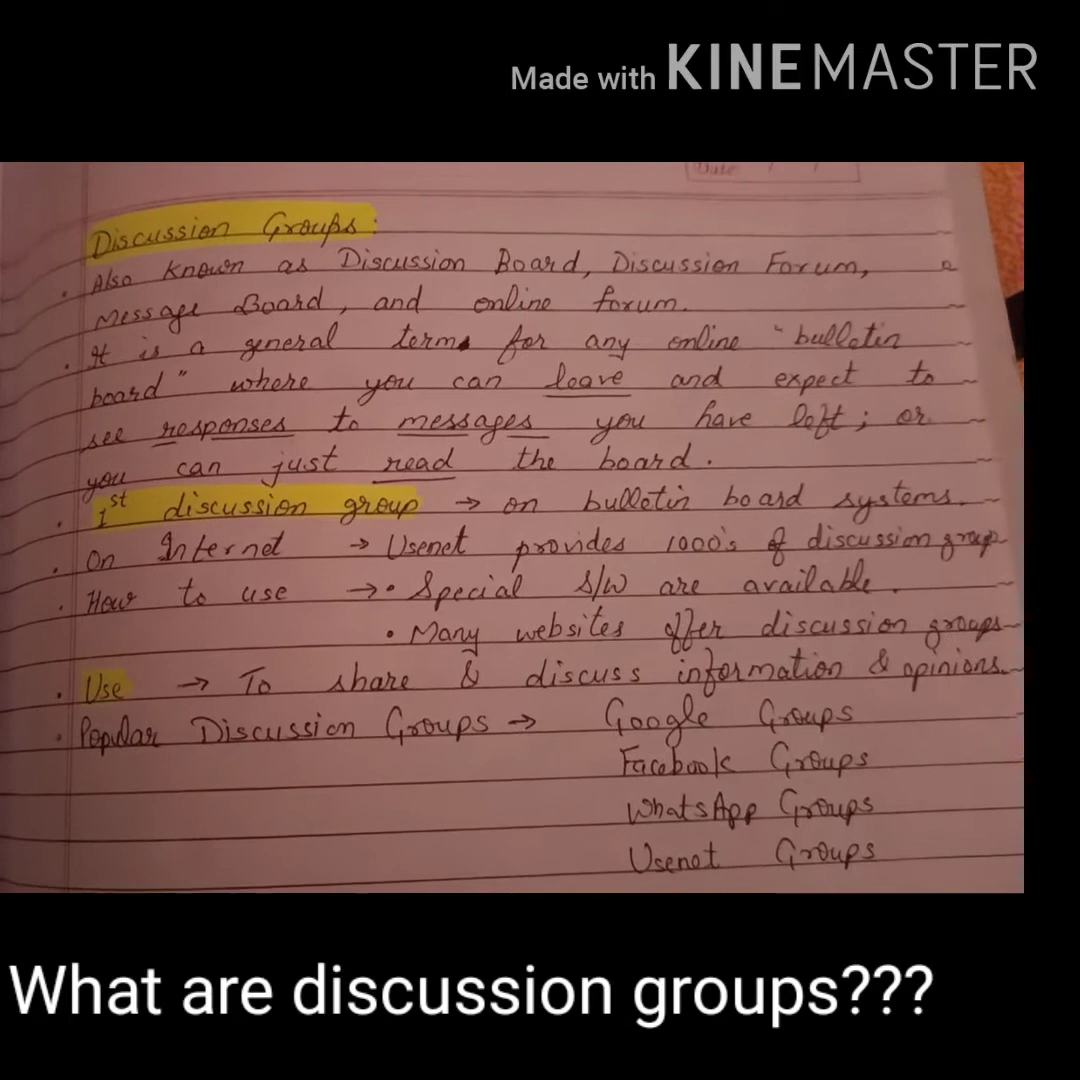 Made with KINEMASTER
Date / /
Discussion Groups:
. Also known as Discussion Board, Discussion Forum,
Message Board, and online forum.
. It is a general term for any online "bulletin
board" where you can leave and expect to
see responses to messages you have left; or
you can just read the board.
. 1st discussion group → on bulletin board systems.
. On Internet → Usenet provides 1000's of discussion group
. How to use → • Special S/W are available.
• Many websites offer discussion groups
. Use → To share & discuss information & opinions.
. Popular Discussion Groups → Google Groups
Facebook Groups
WhatsApp Groups
Usenet Groups
What are discussion groups???